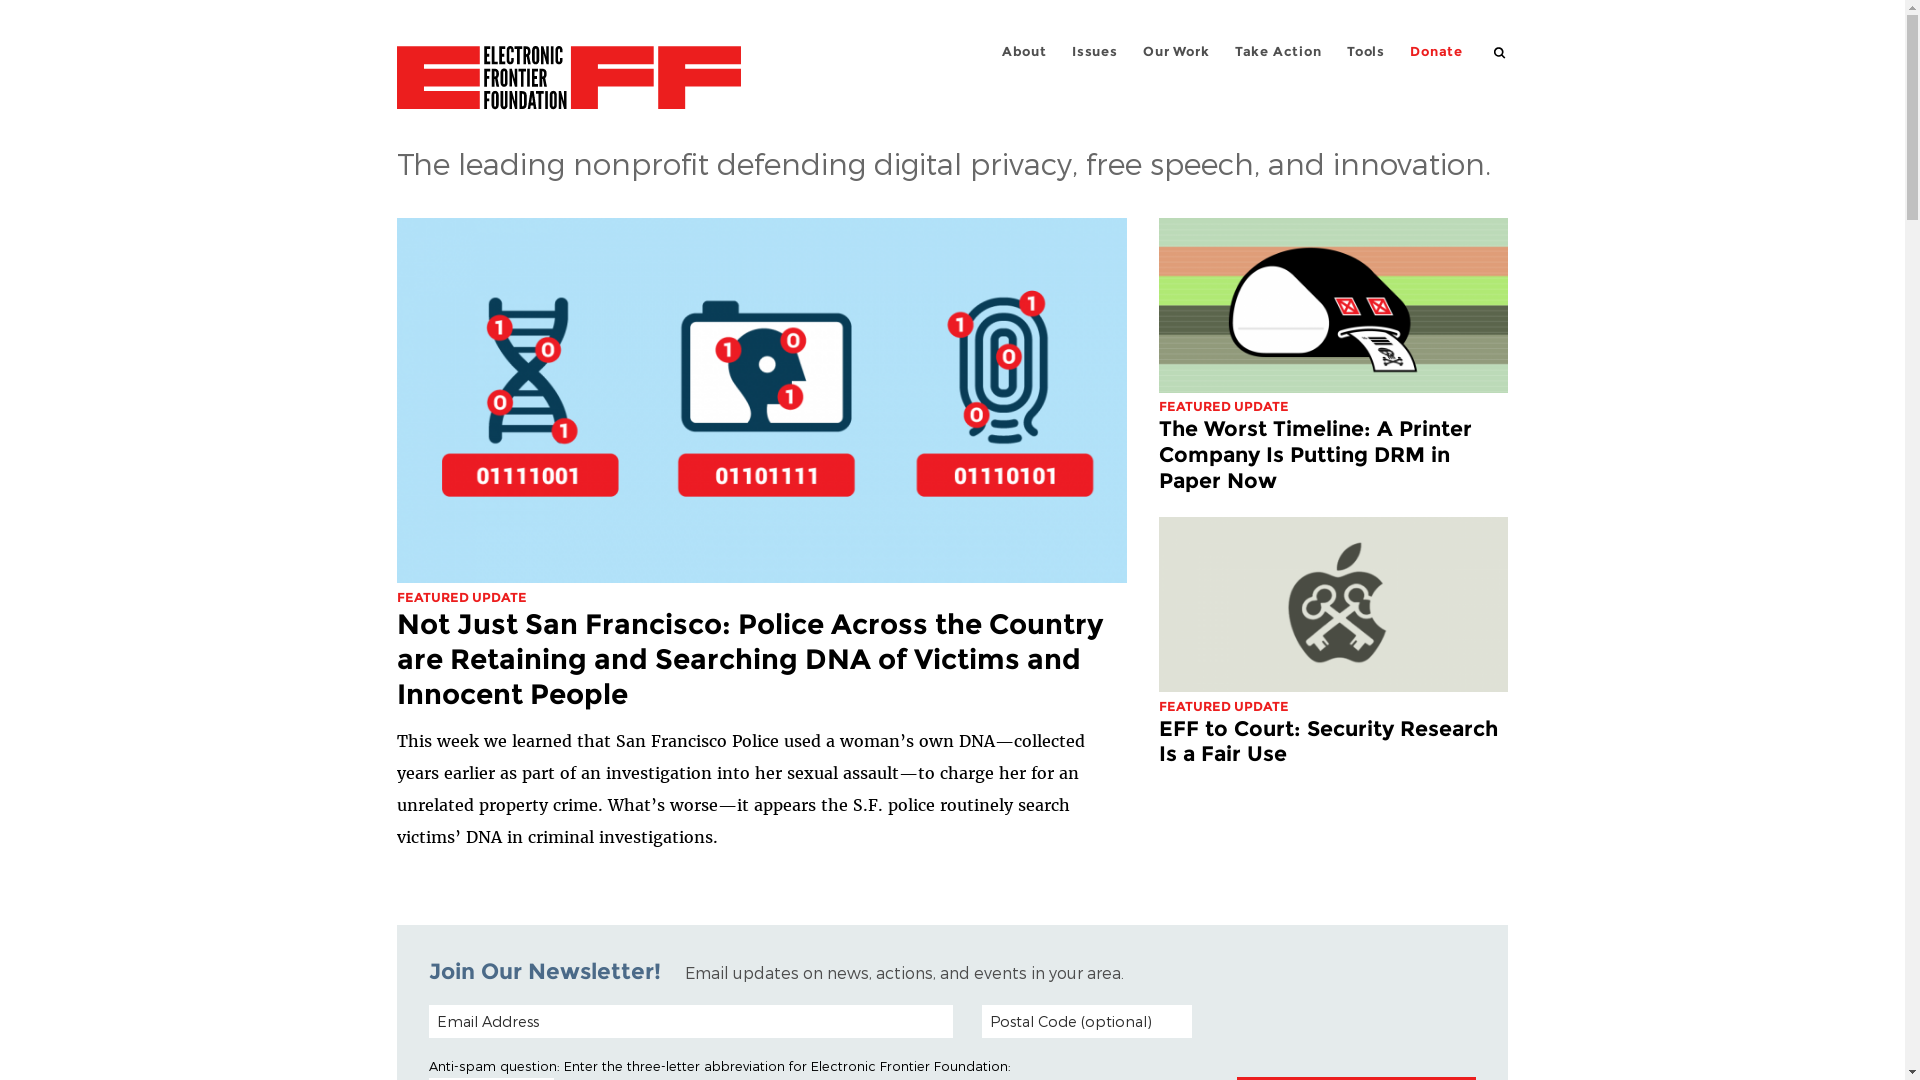 ELECTRONIC
FRONTIER
FOUNDATION
About Issues Our Work Take Action Tools Donate
The leading nonprofit defending digital privacy, free speech, and innovation.
1
0
0
1
01111001
1
0
1
01101111
1
1
0
0
01110101
FEATURED UPDATE
Not Just San Francisco: Police Across the Country
are Retaining and Searching DNA of Victims and
Innocent People
This week we learned that San Francisco Police used a woman’s own DNA—collected
years earlier as part of an investigation into her sexual assault—to charge her for an
unrelated property crime. What’s worse—it appears the S.F. police routinely search
victims’ DNA in criminal investigations.
FEATURED UPDATE
The Worst Timeline: A Printer
Company Is Putting DRM in
Paper Now
FEATURED UPDATE
EFF to Court: Security Research
Is a Fair Use
Join Our Newsletter! Email updates on news, actions, and events in your area.
Email Address Postal Code (optional)
Anti-spam question: Enter the three-letter abbreviation for Electronic Frontier Foundation: